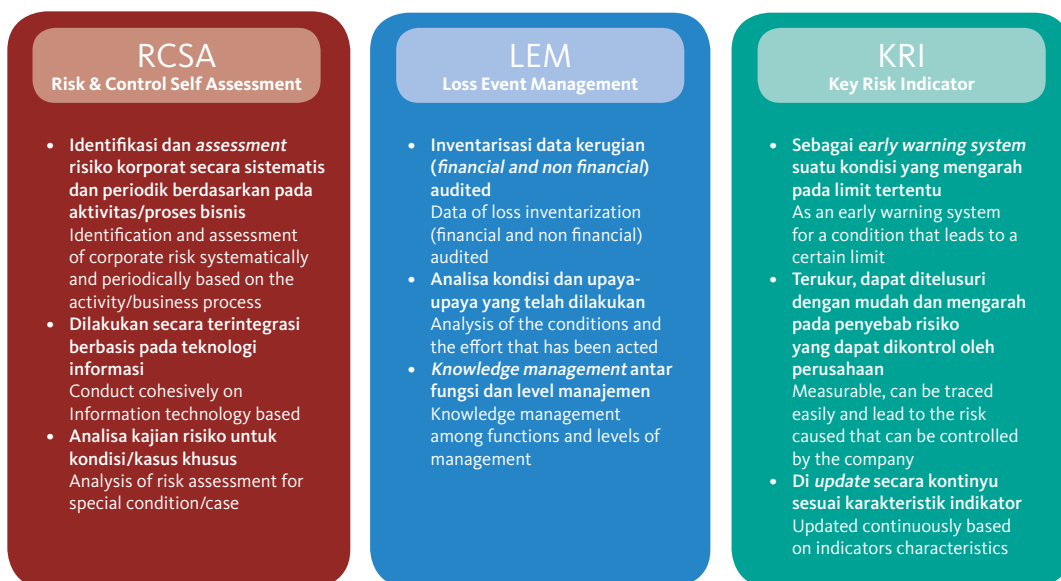 RCSA
Risk & Control Self Assessment
• Identifikasi dan assessment
risiko korporat secara sistematis
dan periodik berdasarkan pada
aktivitas/proses bisnis
Identification and assessment
of corporate risk systematically
and periodically based on the
activity/business process
• Dilakukan secara terintegrasi
berbasis pada teknologi
informasi
Conduct cohesively on
Information technology based
• Analisa kajian risiko untuk
kondisi/kasus khusus
Analysis of risk assessment for
special condition/case
LEM
Loss Event Management
• Inventarisasi data kerugian
(financial and non financial)
audited
Data of loss inventarization
(financial and non financial)
audited
• Analisa kondisi dan upaya-
upaya yang telah dilakukan
Analysis of the conditions and
the effort that has been acted
• Knowledge management antar
fungsi dan level manajemen
Knowledge management
among functions and levels of
management
KRI
Key Risk Indicator
• Sebagai early warning system
suatu kondisi yang mengarah
pada limit tertentu
As an early warning system
for a condition that leads to a
certain limit
• Terukur, dapat ditelusuri
dengan mudah dan mengarah
pada penyebab risiko
yang dapat dikontrol oleh
perusahaan
Measurable, can be traced
easily and lead to the risk
caused that can be controlled
by the company
• Di update secara kontinyu
sesuai karakteristik indikator
Updated continuously based
on indicators characteristics